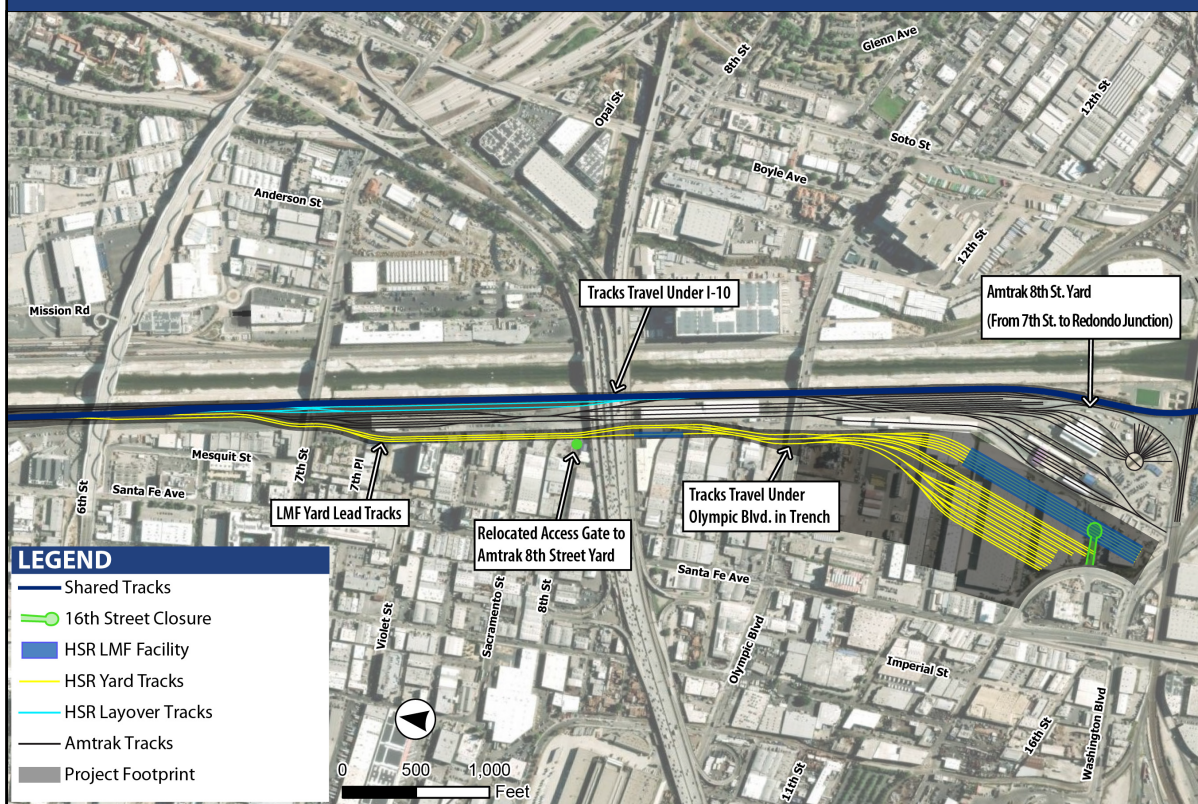 8th St
Glenn Ave
12th St
Opal St
Soto St
Boyle Ave
Anderson St
12th St
Mission Rd
Tracks Travel Under I-10
Amtrak 8th St. Yard
(From 7th St. to Redondo Junction)
Mesquit St
7th St
7th Pl
6th St
Santa Fe Ave
LMF Yard Lead Tracks
Relocated Access Gate to
Amtrak 8th Street Yard
Tracks Travel Under
Olympic Blvd. in Trench
Santa Fe Ave
Violet St
Sacramento St
8th St
Olympic Blvd
Imperial St
16th St
Washington Blvd
11th St
LEGEND
Shared Tracks
16th Street Closure
HSR LMF Facility
HSR Yard Tracks
HSR Layover Tracks
Amtrak Tracks
Project Footprint
0 500 1,000
Feet